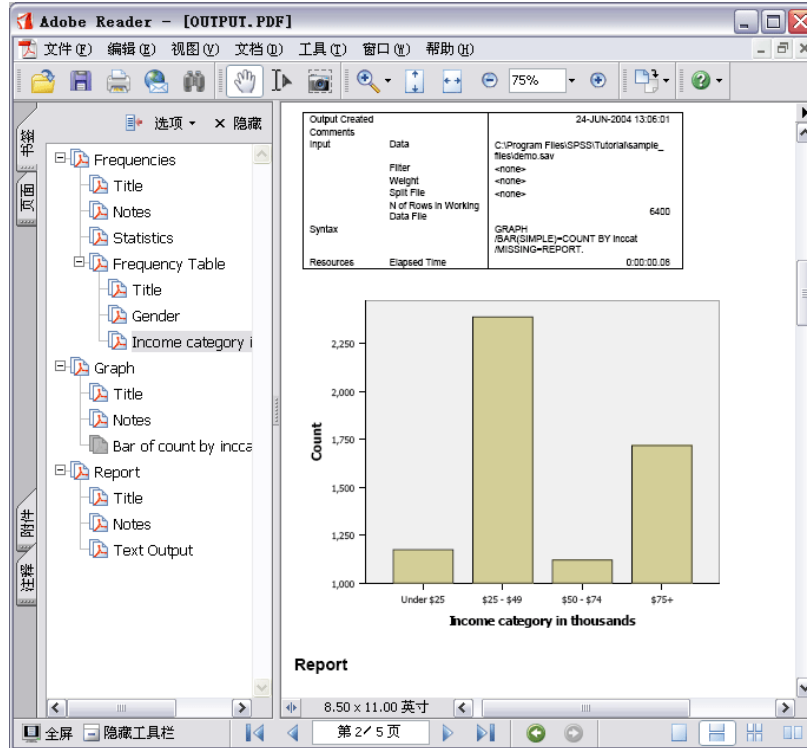 Adobe Reader - [OUTPUT.PDF]
文件(F) 编辑(E) 视图(V) 文档(D) 工具(T) 窗口(W) 帮助(H)
75%
选项 × 隐藏
书签
页面
附件
注释
Frequencies
Title
Notes
Statistics
Frequency Table
Title
Gender
Income category i
Graph
Title
Notes
Bar of count by incca
Report
Title
Notes
Text Output
Output Created 24-JUN-2004 13:06:01
Comments
Input Data C:\Program Files\SPSS\Tutorial\sample_
files\demo.sav
Filter <none>
Weight <none>
Split File <none>
N of Rows in Working
Data File 6400
Syntax GRAPH
/BAR(SIMPLE)=COUNT BY inccat
/MISSING=REPORT.
Resources Elapsed Time 0:00:00.06
2,250
2,000
1,750
1,500
1,250
1,000
Count
Under $25 $25 - $49 $50 - $74 $75+
Income category in thousands
Report
8.50 x 11.00 英寸
全屏 隐藏工具栏 第 2/5 页